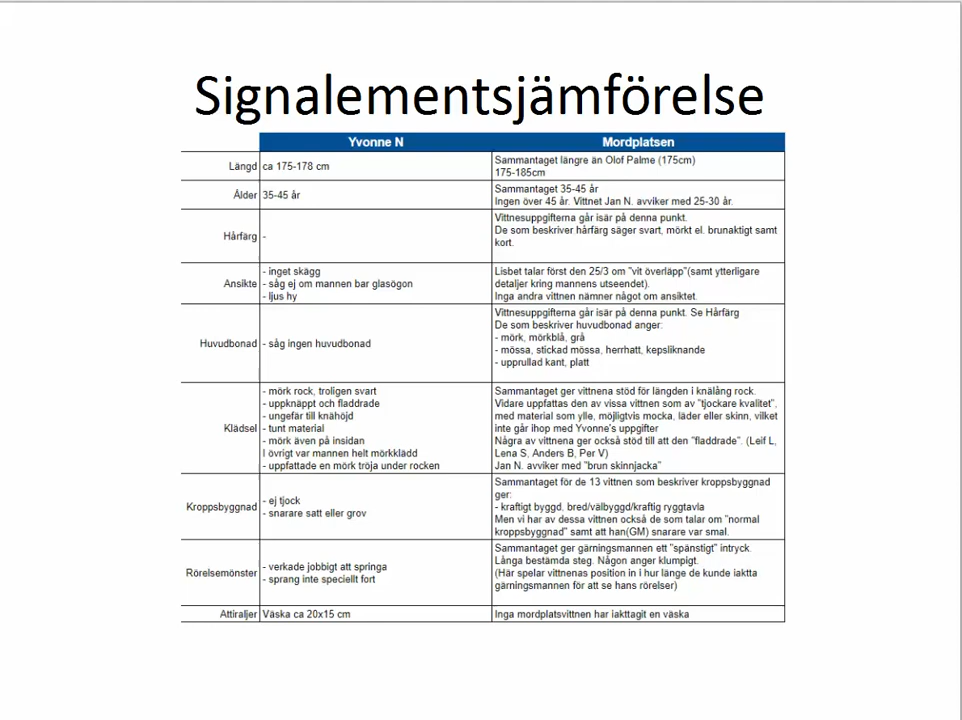 Signalementsjämförelse
Yvonne N Mordplatsen
Längd ca 175-178 cm Sammantaget längre än Olof Palme (175cm)
175-185cm
Ålder 35-45 år Sammantaget 35-45 år
Ingen över 45 år. Vittnet Jan N. avviker med 25-30 år.
Hårfärg - Vittnesuppgifterna går isär på denna punkt.
De som beskriver hårfärg säger svart, mörkt el. brunaktigt samt
kort.
Ansikte - inget skägg
- såg ej om mannen bar glasögon
- ljus hy
Lisbet talar först den 25/3 om "vit överläpp"(samt ytterligare
detaljer kring mannens utseendet).
Inga andra vittnen nämner något om ansiktet.
Huvudbonad - såg ingen huvudbonad
Vittnesuppgifterna går isär på denna punkt. Se Hårfärg
De som beskriver huvudbonad anger:
- mörk, mörkblå, grå
- mössa, stickad mössa, herrhatt, kepsliknande
- upprullad kant, platt
Klädsel - mörk rock, troligen svart
- uppknäppt och fladdrade
- ungefär till knähöjd
- tunt material
- mörk även på insidan
I övrigt var mannen helt mörkklädd
- uppfattade en mörk tröja under rocken
Sammantaget ger vittnena stöd för längden i knälång rock.
Vidare uppfattas den av vissa vittnen som av "tjockare kvalitet",
med material som ylle, möjligtvis mocka, läder eller skinn, vilket
inte går ihop med Yvonne's uppgifter
Några av vittnena ger också stöd till att den "fladdrade". (Leif L,
Lena S, Anders B, Per V)
Jan N. avviker med "brun skinnjacka"
Kroppsbyggnad - ej tjock
- snarare satt eller grov
Sammantaget för de 13 vittnen som beskriver kroppsbyggnad
ger:
- kraftigt byggd, bred/välbyggd/kraftig ryggtavla
Men vi har av dessa vittnen också de som talar om "normal
kroppsbyggnad" samt att han(GM) snarare var smal.
Rörelsemönster - verkade jobbigt att springa
- sprang inte speciellt fort
Sammantaget ger gärningsmannen ett "spänstigt" intryck.
Långa bestämda steg. Någon anger klumpigt.
(Här spelar vittnenas position in i hur länge de kunde iaktta
gärningsmannen för att se hans rörelser)
Attiraljer Väska ca 20x15 cm Inga mordplatsvittnen har iakttagit en väska